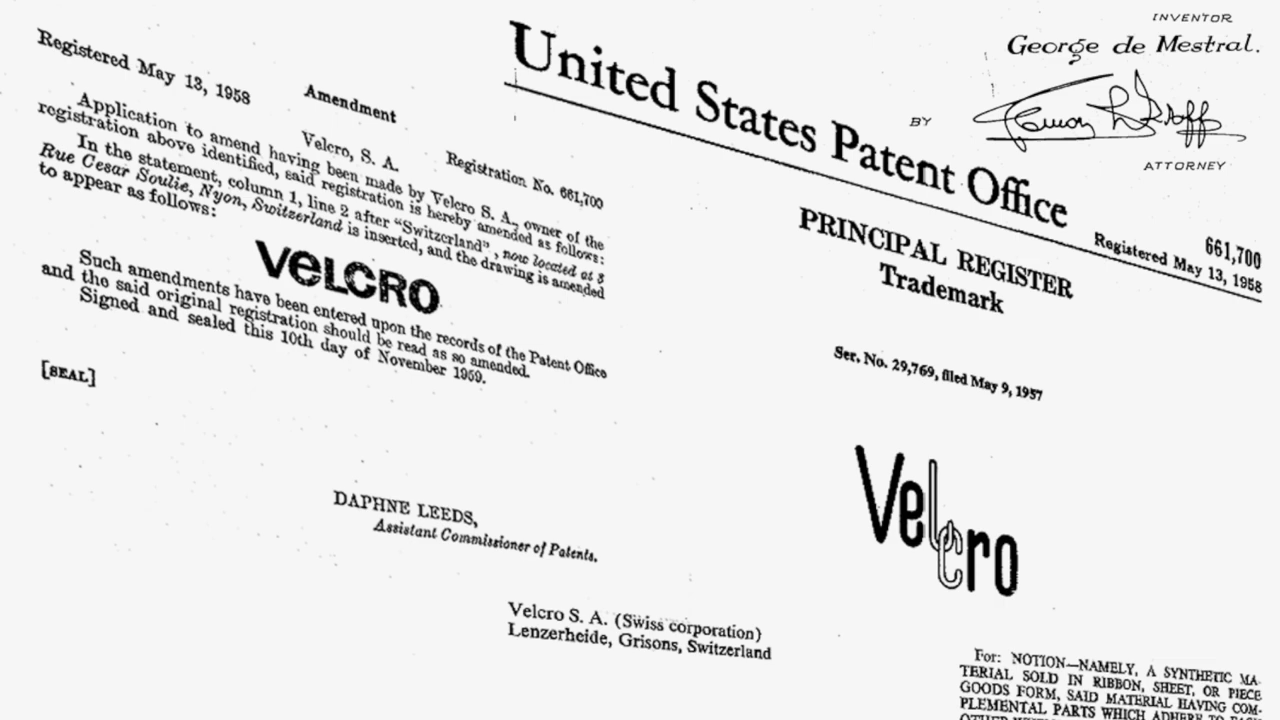 Registered May 13, 1958
Registration No. 661,700
Amendment
Velcro, S. A.
Application to amend having been made by Velcro S. A., owner of the
registration above identified, said registration is hereby amended as follows:
In the statement, column 1, line 2 after "Switzerland", now located at 3
Rue Cesar Soulie, Nyon, Switzerland is inserted, and the drawing is amended
to appear as follows:
VeLCRO
Such amendments have been entered upon the records of the Patent Office
and the said original registration should be read as so amended.
Signed and sealed this 10th day of November 1959.
[SEAL]
DAPHNE LEEDS,
Assistant Commissioner of Patents.
United States Patent Office
661,700
Registered May 13, 1958
PRINCIPAL REGISTER
Trademark
Ser. No. 29,769, filed May 9, 1957
Velcro
Velcro S. A. (Swiss corporation)
Lenzerheide, Grisons, Switzerland
For: NOTION—NAMELY, A SYNTHETIC MA-
TERIAL SOLD IN RIBBON, SHEET, OR PIECE
GOODS FORM, SAID MATERIAL HAVING COM-
PLEMENTAL PARTS WHICH ADHERE TO EACH
INVENTOR
George de Mestral.
BY
ATTORNEY